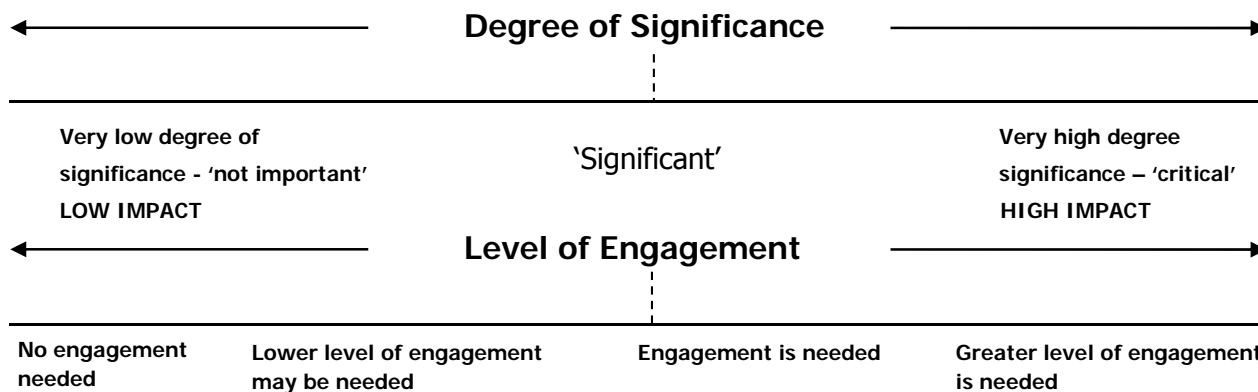 Degree of Significance
Very low degree of
significance - ‘not important’
LOW IMPACT
‘Significant’
Very high degree
significance – ‘critical’
HIGH IMPACT
Level of Engagement
No engagement
needed
Lower level of engagement
may be needed
Engagement is needed
Greater level of engagement
is needed